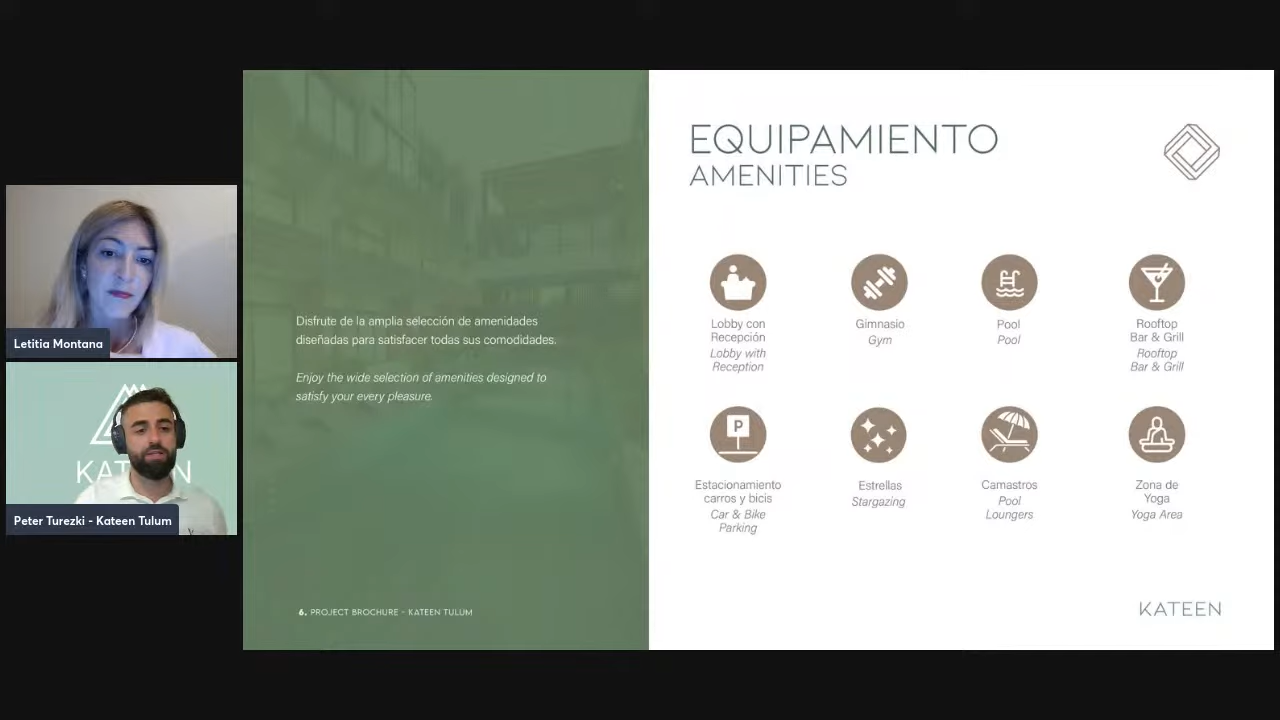 Letitia Montana
KATEEN
Peter Turezki - Kateen Tulum
Disfrute de la amplia selección de amenidades
diseñadas para satisfacer todas sus comodidades.
Enjoy the wide selection of amenities designed to
satisfy your every pleasure.
6. PROJECT BROCHURE - KATEEN TULUM
EQUIPAMIENTO
AMENITIES
Lobby con
Recepción
Lobby with
Reception
Gimnasio
Gym
Pool
Pool
Rooftop
Bar & Grill
Rooftop
Bar & Grill
P
Estacionamiento
carros y bicis
Car & Bike
Parking
Estrellas
Stargazing
Camastros
Pool
Loungers
Zona de
Yoga
Yoga Area
KATEEN